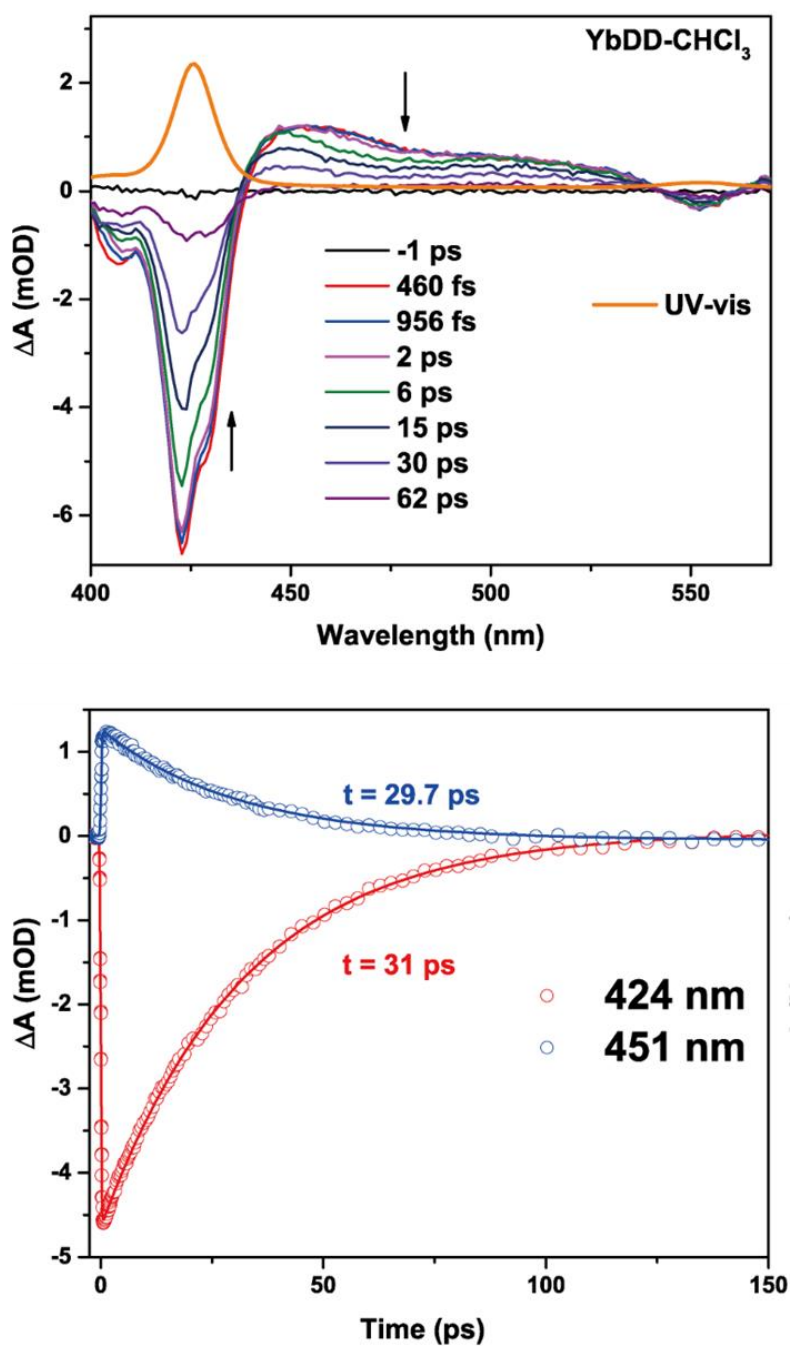 YbDD-CHCl3
2
0
-2
-4
-6
ΔA (mOD)
-1 ps
460 fs
956 fs
2 ps
6 ps
15 ps
30 ps
62 ps
UV-vis
400 450 500 550
Wavelength (nm)
1
0
-1
-2
-3
-4
-5
ΔA (mOD)
t = 29.7 ps
t = 31 ps
424 nm
451 nm
0 50 100 150
Time (ps)